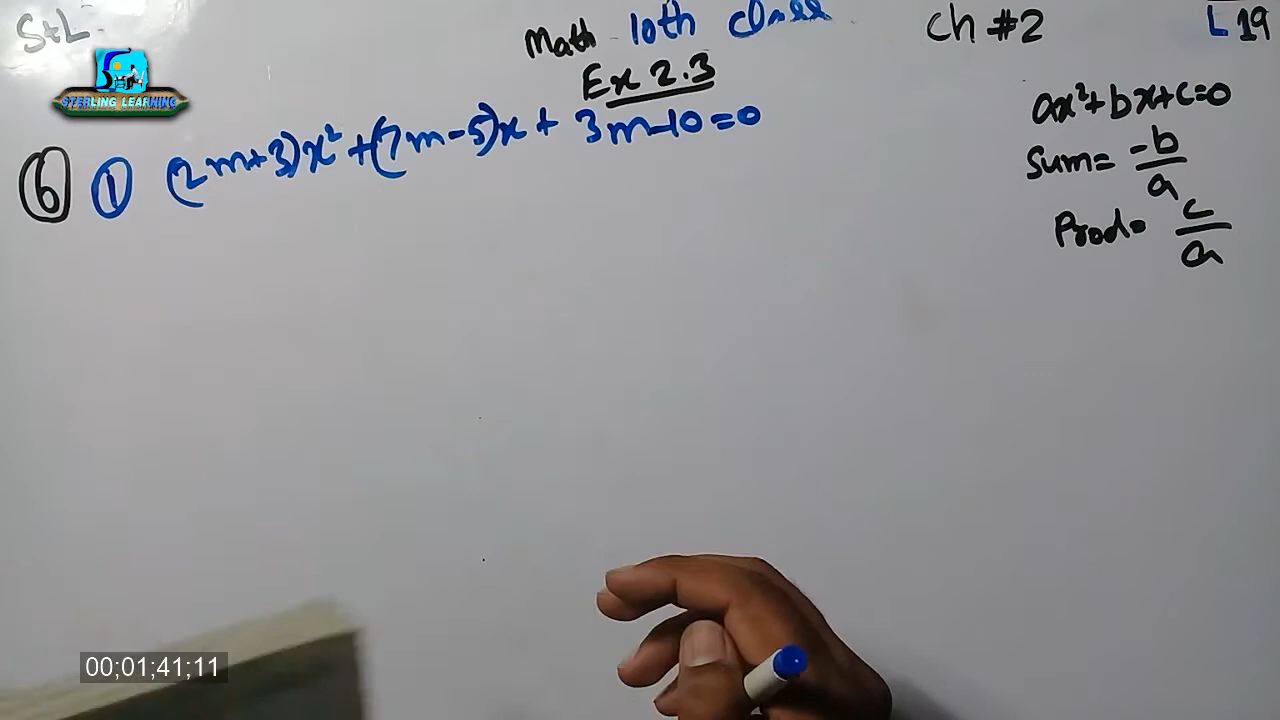 StL
Math 10th class
Ch #2
L 19
Ex 2.3
STERLING LEARNING
⑥ ① (2m+3)x²+(7m-5)x + 3m-10=0
ax²+bx+c=0
Sum= -b/a
Prod= c/a
00;01;41;11